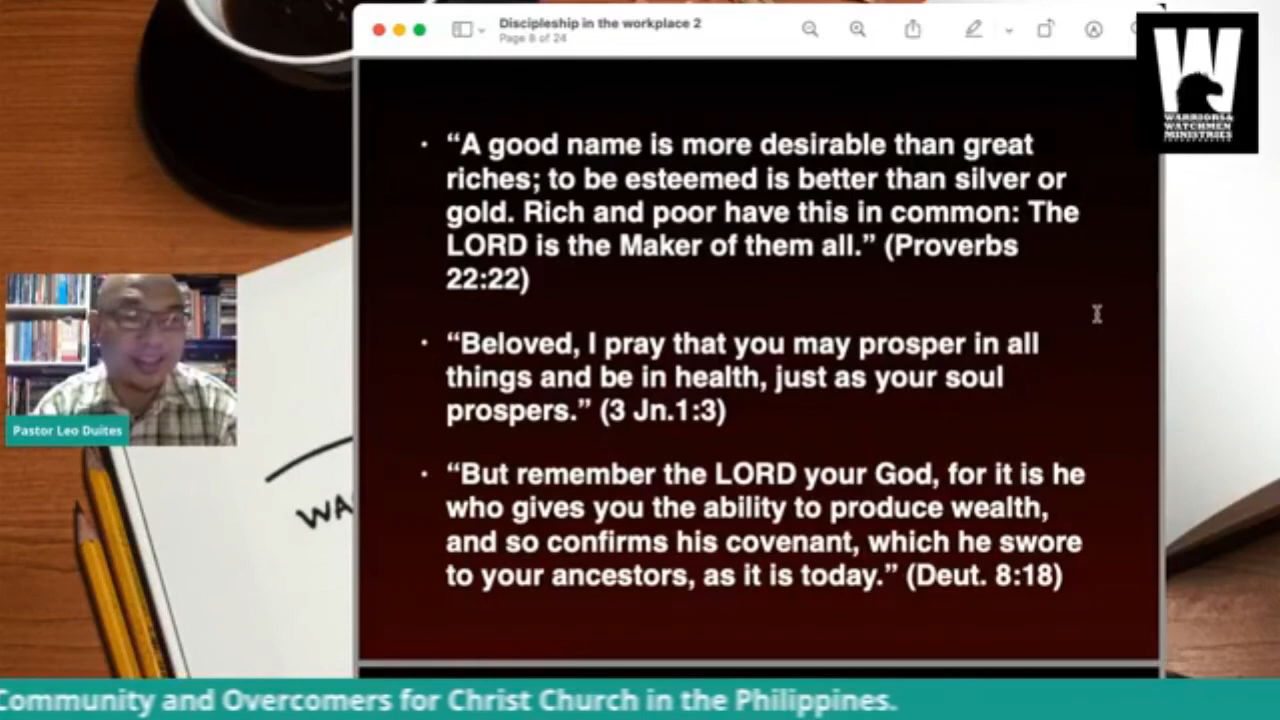 Discipleship in the workplace 2
Page 8 of 24
W
WARRIORS &
WATCHMEN
MINISTRIES
INCORPORATED
· “A good name is more desirable than great
riches; to be esteemed is better than silver or
gold. Rich and poor have this in common: The
LORD is the Maker of them all.” (Proverbs
22:22)
· “Beloved, I pray that you may prosper in all
things and be in health, just as your soul
prospers.” (3 Jn.1:3)
· “But remember the LORD your God, for it is he
who gives you the ability to produce wealth,
and so confirms his covenant, which he swore
to your ancestors, as it is today.” (Deut. 8:18)
Pastor Leo Duites
WA
Community and Overcomers for Christ Church in the Philippines.